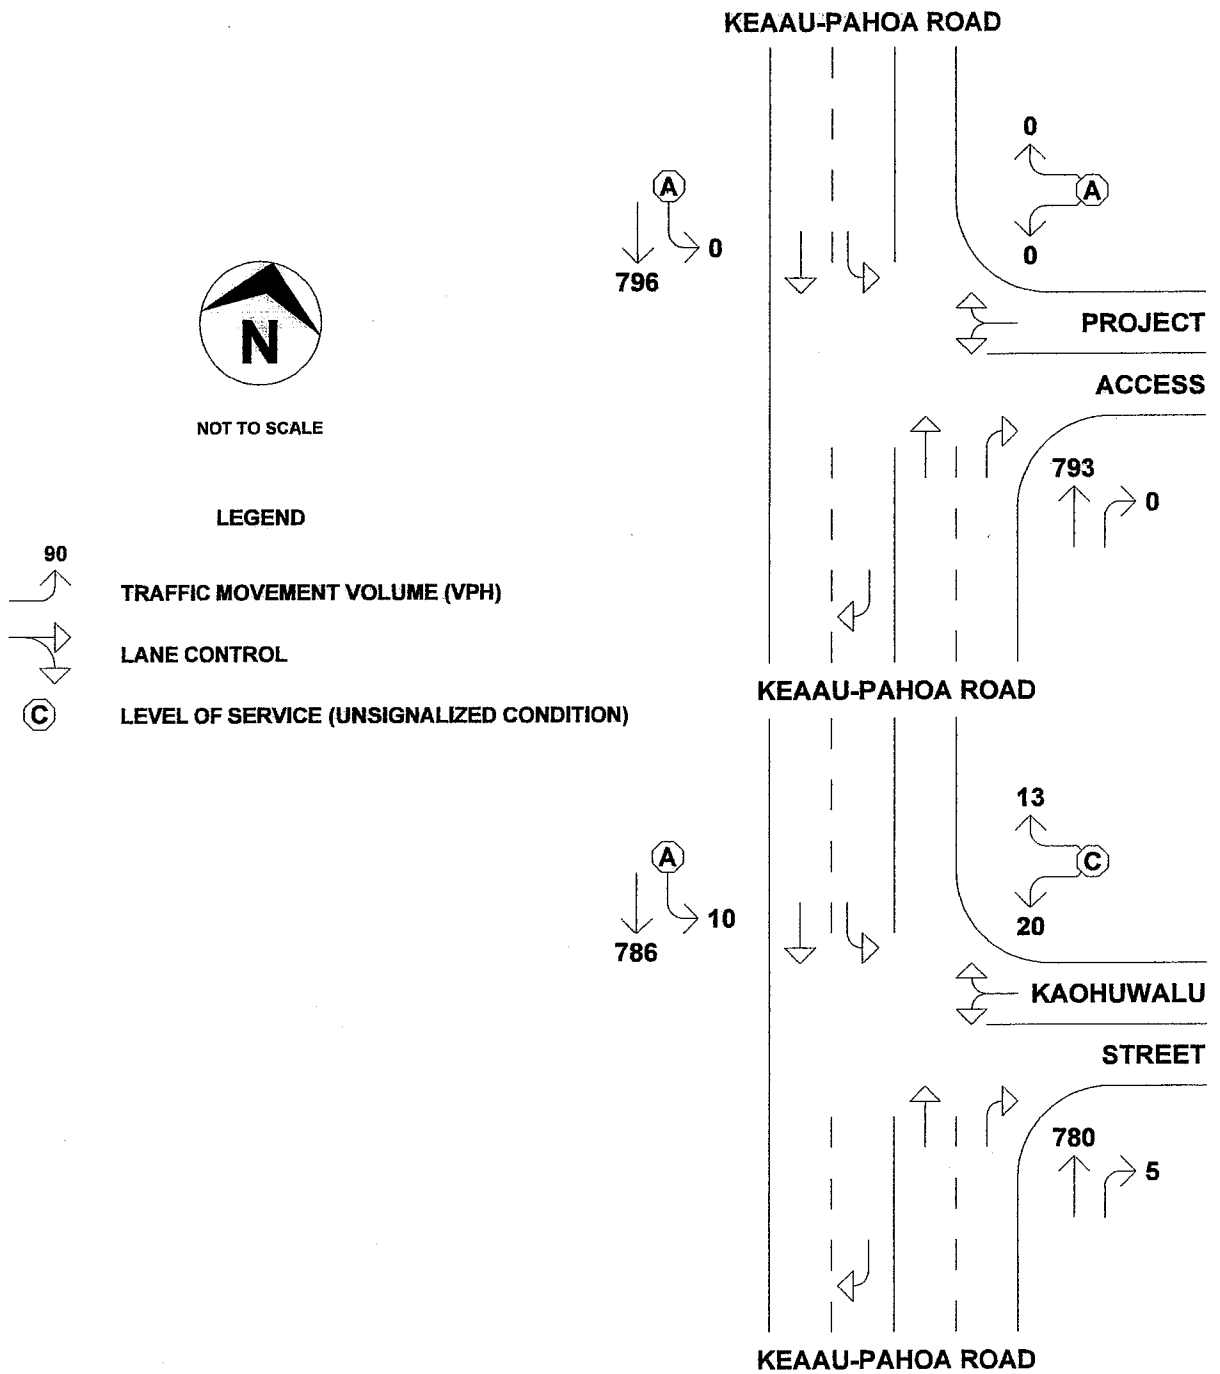 KEAAU-PAHOA ROAD
0
A
A
0
0
796
N
PROJECT
ACCESS
NOT TO SCALE
793
0
LEGEND
90
TRAFFIC MOVEMENT VOLUME (VPH)
LANE CONTROL
KEAAU-PAHOA ROAD
C
LEVEL OF SERVICE (UNSIGNALIZED CONDITION)
13
A
C
10
20
786
KAOHUWALU
STREET
780
5
KEAAU-PAHOA ROAD